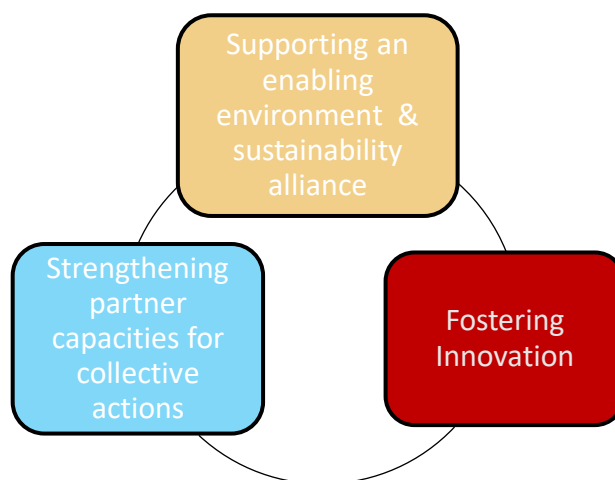 Supporting an
enabling
environment & 
sustainability
alliance
Strengthening
partner
capacities for
collective
actions
Fostering
Innovation